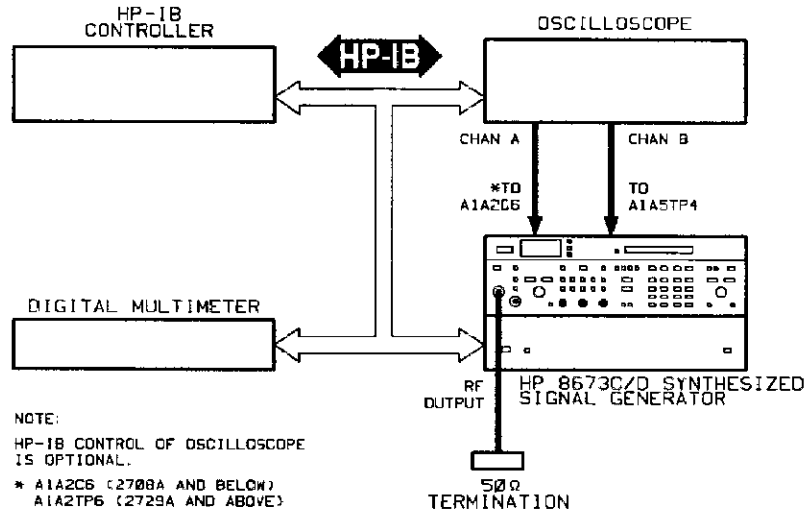 HP-IB
CONTROLLER
HP-IB
OSCILLOSCOPE
CHAN A
CHAN B
*TO
A1A2C6
TO
A1A5TP4
DIGITAL MULTIMETER
RF
OUTPUT
HP 8673C/D SYNTHESIZED
SIGNAL GENERATOR
NOTE:
HP-IB CONTROL OF OSCILLOSCOPE
IS OPTIONAL.
* A1A2C6 (2708A AND BELOW)
A1A2TP6 (2729A AND ABOVE)
50Ω
TERMINATION